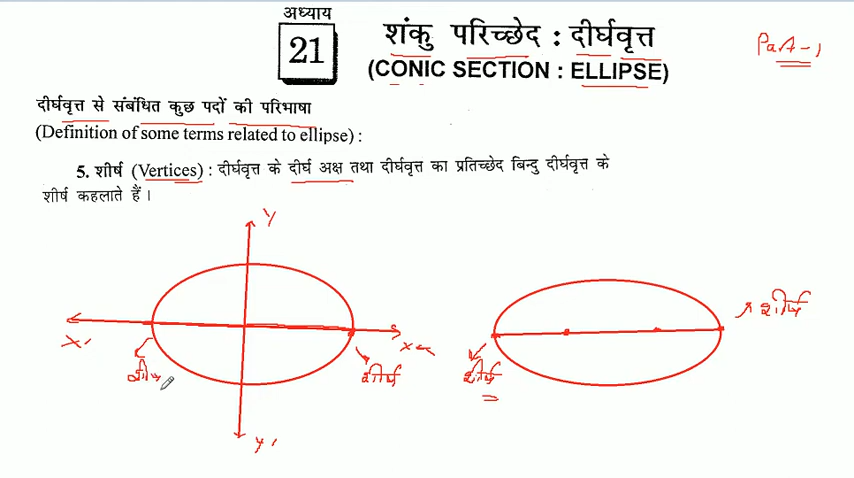 अध्याय
21
शंकु परिच्छेद : दीर्घवृत्त
(CONIC SECTION : ELLIPSE)
Part-1
दीर्घवृत्त से संबंधित कुछ पदों की परिभाषा
(Definition of some terms related to ellipse) :
5. शीर्ष (Vertices) : दीर्घवृत्त के दीर्घ अक्ष तथा दीर्घवृत्त का प्रतिच्छेद बिन्दु दीर्घवृत्त के
शीर्ष कहलाते हैं।
Y
शीर्ष
X'
X
शीर्ष
शीर्ष
Y'